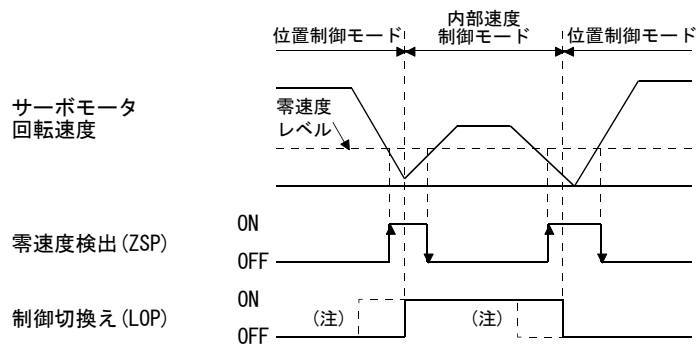 位置制御モード
内部速度
制御モード
位置制御モード
サーボモータ
回転速度
零速度
レベル
零速度検出(ZSP)
ON
OFF
制御切換え(LOP)
ON
OFF
(注)
(注)